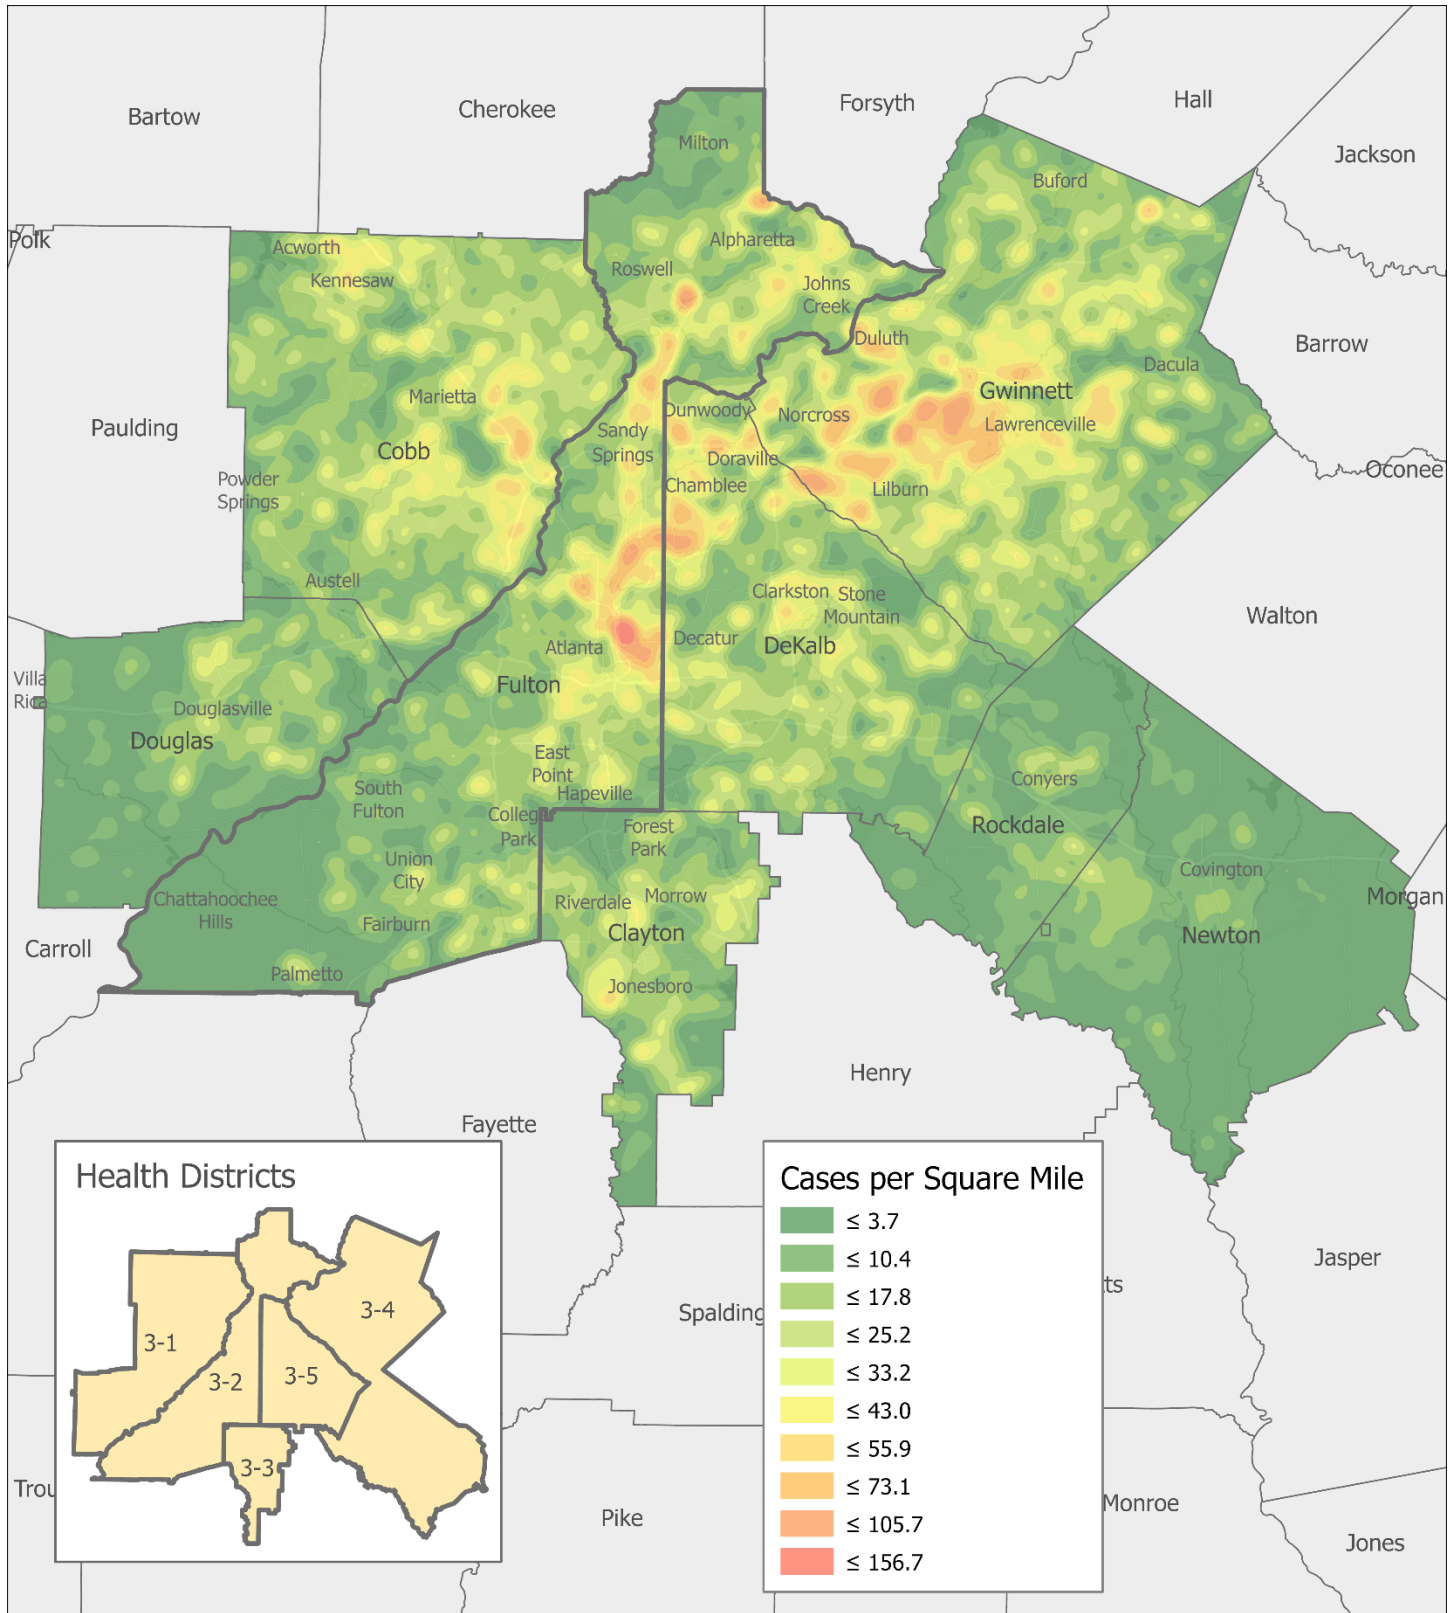 Bartow
Cherokee
Forsyth
Hall
Jackson
Milton
Buford
Polk
Acworth
Kennesaw
Alpharetta
Roswell
Johns
Creek
Duluth
Barrow
Dacula
Gwinnett
Paulding
Marietta
Dunwoody
Norcross
Lawrenceville
Sandy
Springs
Cobb
Doraville
Oconee
Powder
Springs
Chamblee
Lilburn
Austell
Clarkston
Stone
Mountain
Walton
Atlanta
Decatur
DeKalb
Villa
Rica
Fulton
Douglasville
Douglas
East
Point
Hapeville
Conyers
South
Fulton
College
Park
Forest
Park
Rockdale
Union
City
Covington
Chattahoochee
Hills
Riverdale
Morrow
Morgan
Fairburn
Clayton
Newton
Carroll
Palmetto
Jonesboro
Henry
Fayette
Health Districts
3-1
3-2
3-3
3-4
3-5
Cases per Square Mile
≤ 3.7
≤ 10.4
≤ 17.8
≤ 25.2
≤ 33.2
≤ 43.0
≤ 55.9
≤ 73.1
≤ 105.7
≤ 156.7
Jasper
ts
Spalding
Trou
Pike
Monroe
Jones